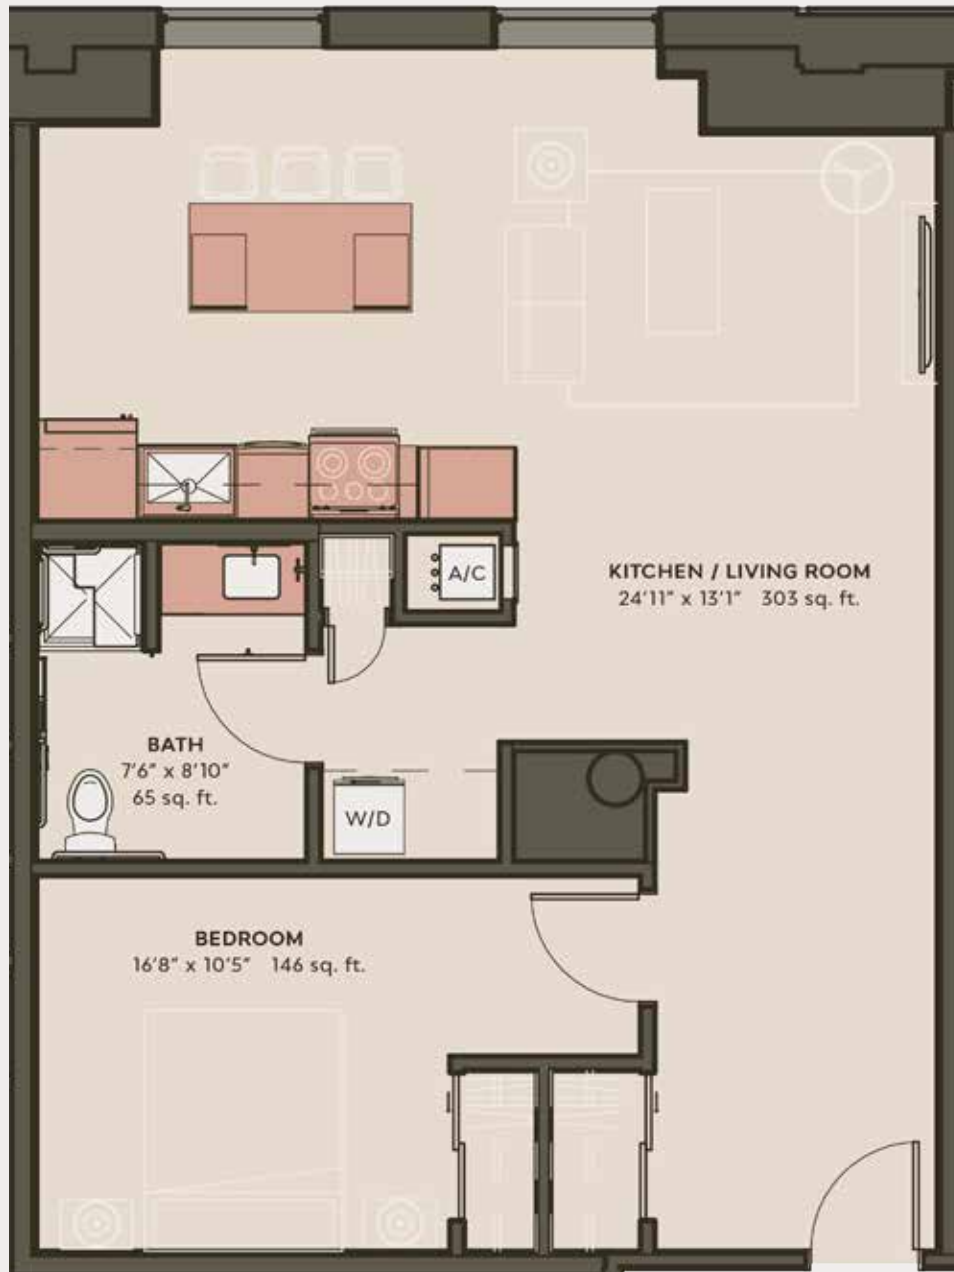 A/C
KITCHEN / LIVING ROOM
24'11" x 13'1" 303 sq. ft.
BATH
7'6" x 8'10"
65 sq. ft.
W/D
BEDROOM
16'8" x 10'5" 146 sq. ft.